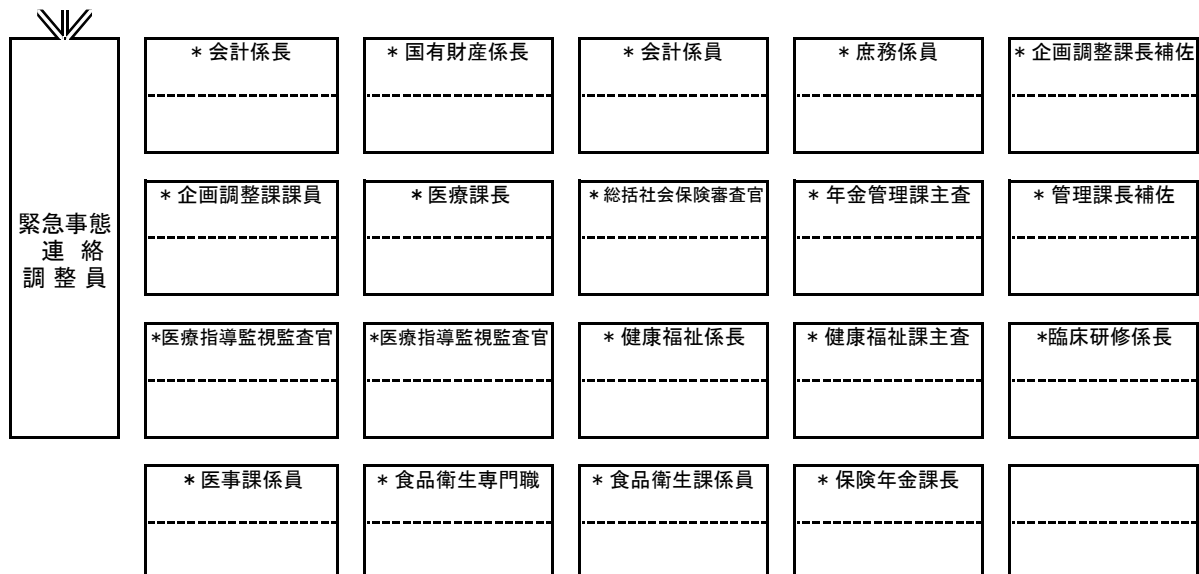 緊急事態
連絡
調整員
* 会計係長
* 国有財産係長
* 会計係員
* 庶務係員
* 企画調整課長補佐
* 企画調整課課員
* 医療課長
* 総括社会保険審査官
* 年金管理課主査
* 管理課長補佐
*医療指導監視監査官
*医療指導監視監査官
* 健康福祉係長
* 健康福祉課主査
*臨床研修係長
* 医事課係員
* 食品衛生専門職
* 食品衛生課係員
* 保険年金課長